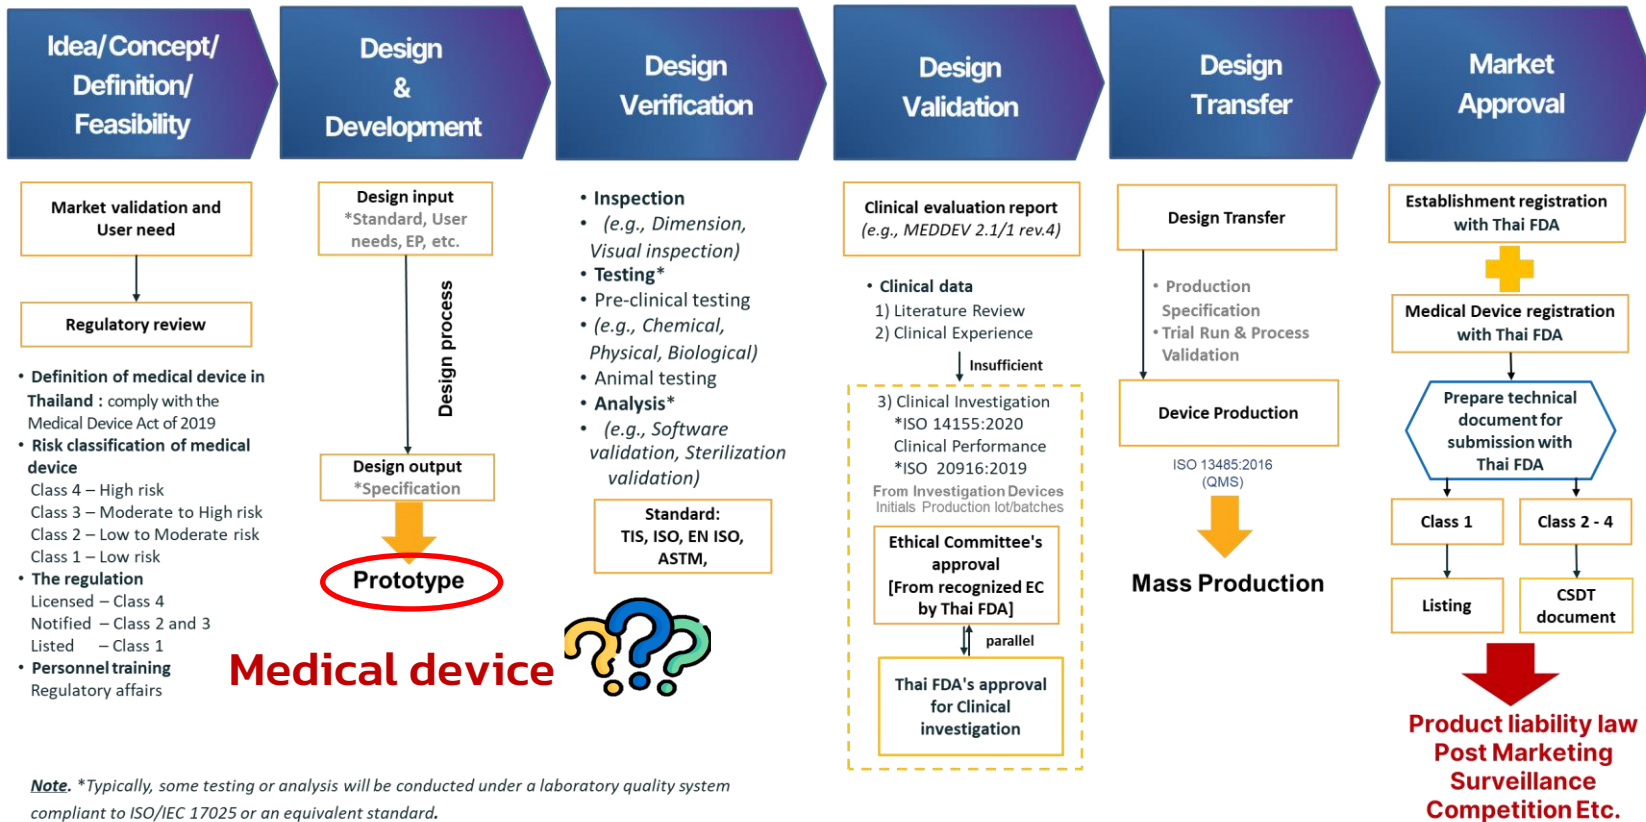 Idea/ Concept/
Definition/
Feasibility
Design
&
Development
Design
Verification
Design
Validation
Design
Transfer
Market
Approval
Market validation and
User need
Regulatory review
• Definition of medical device in
Thailand : comply with the
Medical Device Act of 2019
• Risk classification of medical
device
Class 4 – High risk
Class 3 – Moderate to High risk
Class 2 – Low to Moderate risk
Class 1 – Low risk
• The regulation
Licensed – Class 4
Notified – Class 2 and 3
Listed – Class 1
• Personnel training
Regulatory affairs
Design input
*Standard, User
needs, EP, etc.
Design process
Design output
*Specification
Prototype
Medical device
• Inspection
• (e.g., Dimension,
Visual inspection)
• Testing*
• Pre-clinical testing
• (e.g., Chemical,
Physical, Biological)
• Animal testing
• Analysis*
• (e.g., Software
validation, Sterilization
validation)
Standard:
TIS, ISO, EN ISO,
ASTM,
???
Clinical evaluation report
(e.g., MEDDEV 2.1/1 rev.4)
• Clinical data
1) Literature Review
2) Clinical Experience
Insufficient
3) Clinical Investigation
*ISO 14155:2020
Clinical Performance
*ISO 20916:2019
From Investigation Devices
Initials Production lot/batches
Ethical Committee's
approval
[From recognized EC
by Thai FDA]
parallel
Thai FDA's approval
for Clinical
investigation
Design Transfer
• Production
Specification
• Trial Run & Process
Validation
Device Production
ISO 13485:2016
(QMS)
Mass Production
Establishment registration
with Thai FDA
Medical Device registration
with Thai FDA
Prepare technical
document for
submission with
Thai FDA
Class 1
Class 2 - 4
Listing
CSDT
document
Product liability law
Post Marketing
Surveillance
Competition Etc.
Note. *Typically, some testing or analysis will be conducted under a laboratory quality system
compliant to ISO/IEC 17025 or an equivalent standard.